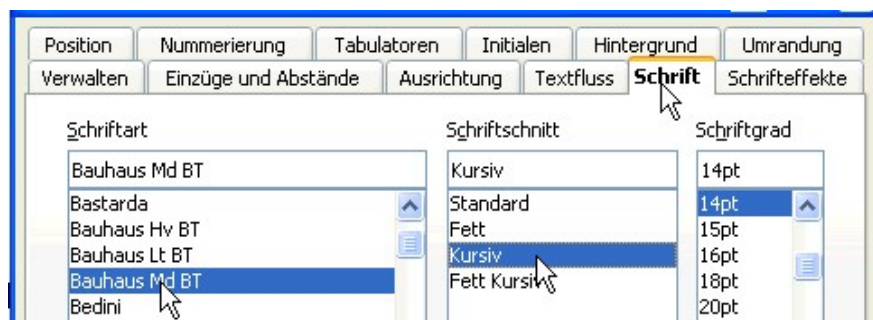 Position Nummerierung Tabulatoren Initialen Hintergrund Umrandung
Verwalten Einzüge und Abstände Ausrichtung Textfluss Schrift Schrifteffekte
Schriftart Schriftschnitt Schriftgrad
Bauhaus Md BT Kursiv 14pt
Bastarda Standard 14pt
Bauhaus Hv BT Fett 15pt
Bauhaus Lt BT Kursiv 16pt
Bauhaus Md BT Fett Kursiv 18pt
Bedini 20pt